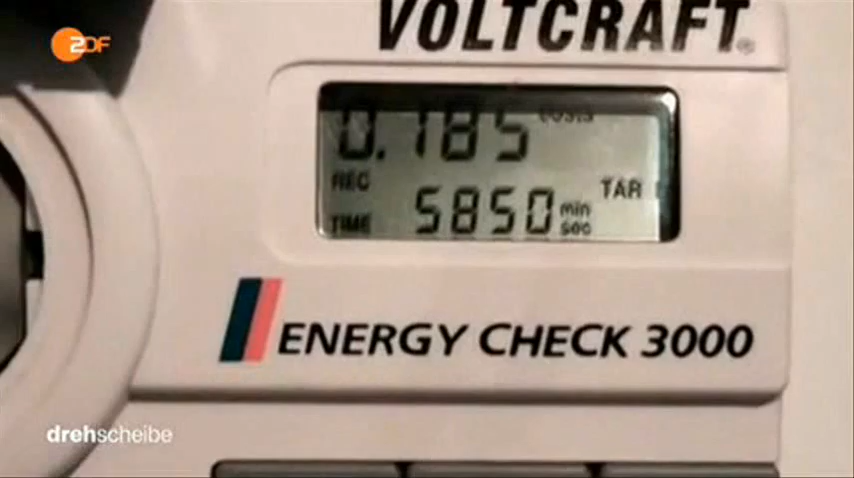 ZDF
VOLTCRAFT®
COSTS
0.185
REC
TAR
TIME 5850 min
sec
ENERGY CHECK 3000
drehscheibe